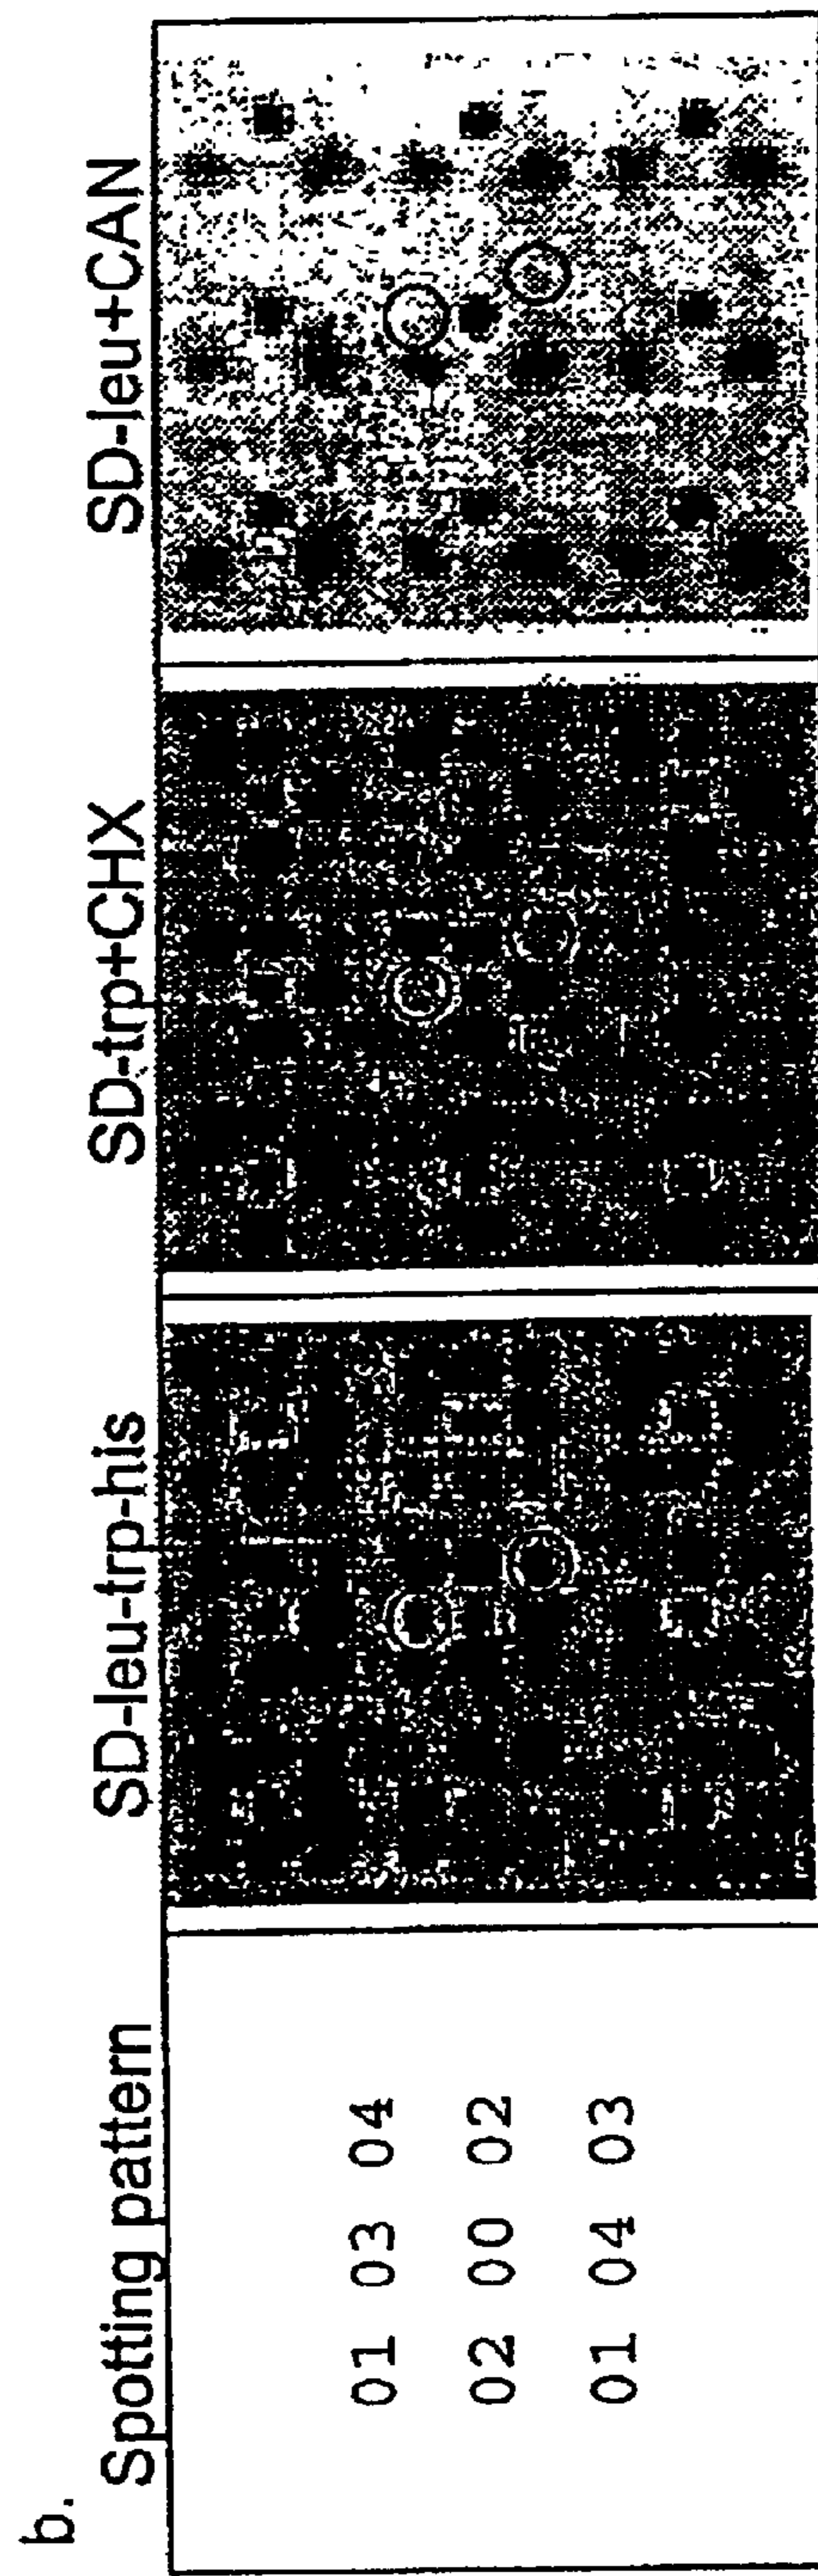 b.
Spotting pattern
SD-leu-trp-his
SD-trp+CHX
SD-leu+CAN
01 03 04
02 00 02
01 04 03